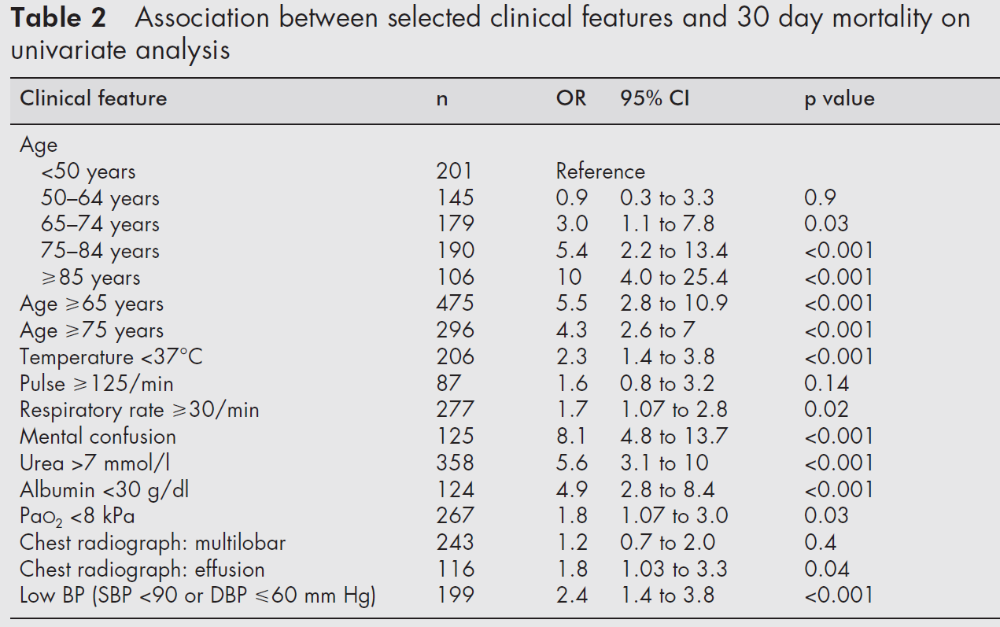 Table 2 Association between selected clinical features and 30 day mortality on
univariate analysis
Clinical feature n OR 95% CI p value
Age
<50 years 201 Reference
50–64 years 145 0.9 0.3 to 3.3 0.9
65–74 years 179 3.0 1.1 to 7.8 0.03
75–84 years 190 5.4 2.2 to 13.4 <0.001
⩾85 years 106 10 4.0 to 25.4 <0.001
Age ⩾65 years 475 5.5 2.8 to 10.9 <0.001
Age ⩾75 years 296 4.3 2.6 to 7 <0.001
Temperature <37°C 206 2.3 1.4 to 3.8 <0.001
Pulse ⩾125/min 87 1.6 0.8 to 3.2 0.14
Respiratory rate ⩾30/min 277 1.7 1.07 to 2.8 0.02
Mental confusion 125 8.1 4.8 to 13.7 <0.001
Urea >7 mmol/l 358 5.6 3.1 to 10 <0.001
Albumin <30 g/dl 124 4.9 2.8 to 8.4 <0.001
PaO₂ <8 kPa 267 1.8 1.07 to 3.0 0.03
Chest radiograph: multilobar 243 1.2 0.7 to 2.0 0.4
Chest radiograph: effusion 116 1.8 1.03 to 3.3 0.04
Low BP (SBP <90 or DBP ⩽60 mm Hg) 199 2.4 1.4 to 3.8 <0.001